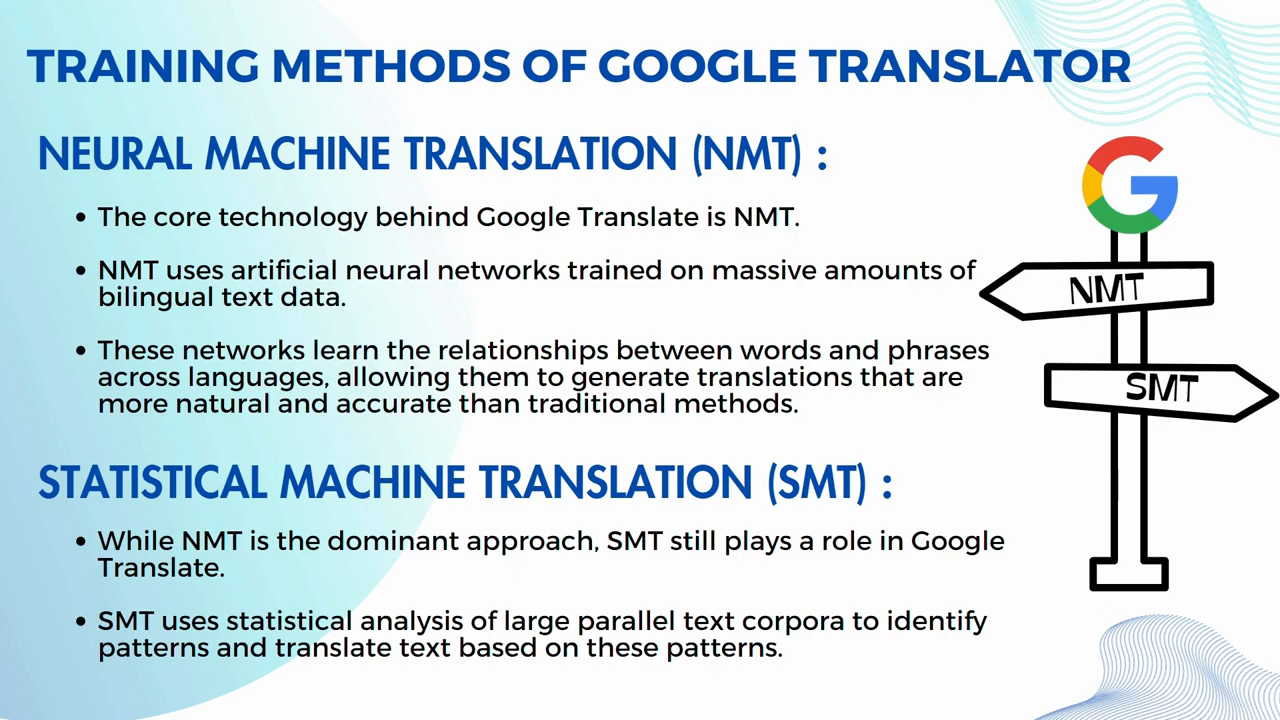 TRAINING METHODS OF GOOGLE TRANSLATOR
NEURAL MACHINE TRANSLATION (NMT) :
• The core technology behind Google Translate is NMT.
• NMT uses artificial neural networks trained on massive amounts of
bilingual text data.
• These networks learn the relationships between words and phrases
across languages, allowing them to generate translations that are
more natural and accurate than traditional methods.
STATISTICAL MACHINE TRANSLATION (SMT) :
• While NMT is the dominant approach, SMT still plays a role in Google
Translate.
• SMT uses statistical analysis of large parallel text corpora to identify
patterns and translate text based on these patterns.
G
NMT
SMT